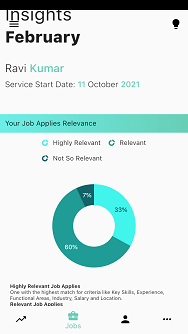 Insights
February
Ravi Kumar
Service Start Date: 11 October 2021
Your Job Applies Relevance
Highly Relevant
Relevant
Not So Relevant
7%
33%
60%
Highly Relevant Job Applies
One with the highest match for criteria like Key Skills, Experience,
Functional Areas, Industry, Salary and Location.
Relevant Job Applies
Jobs